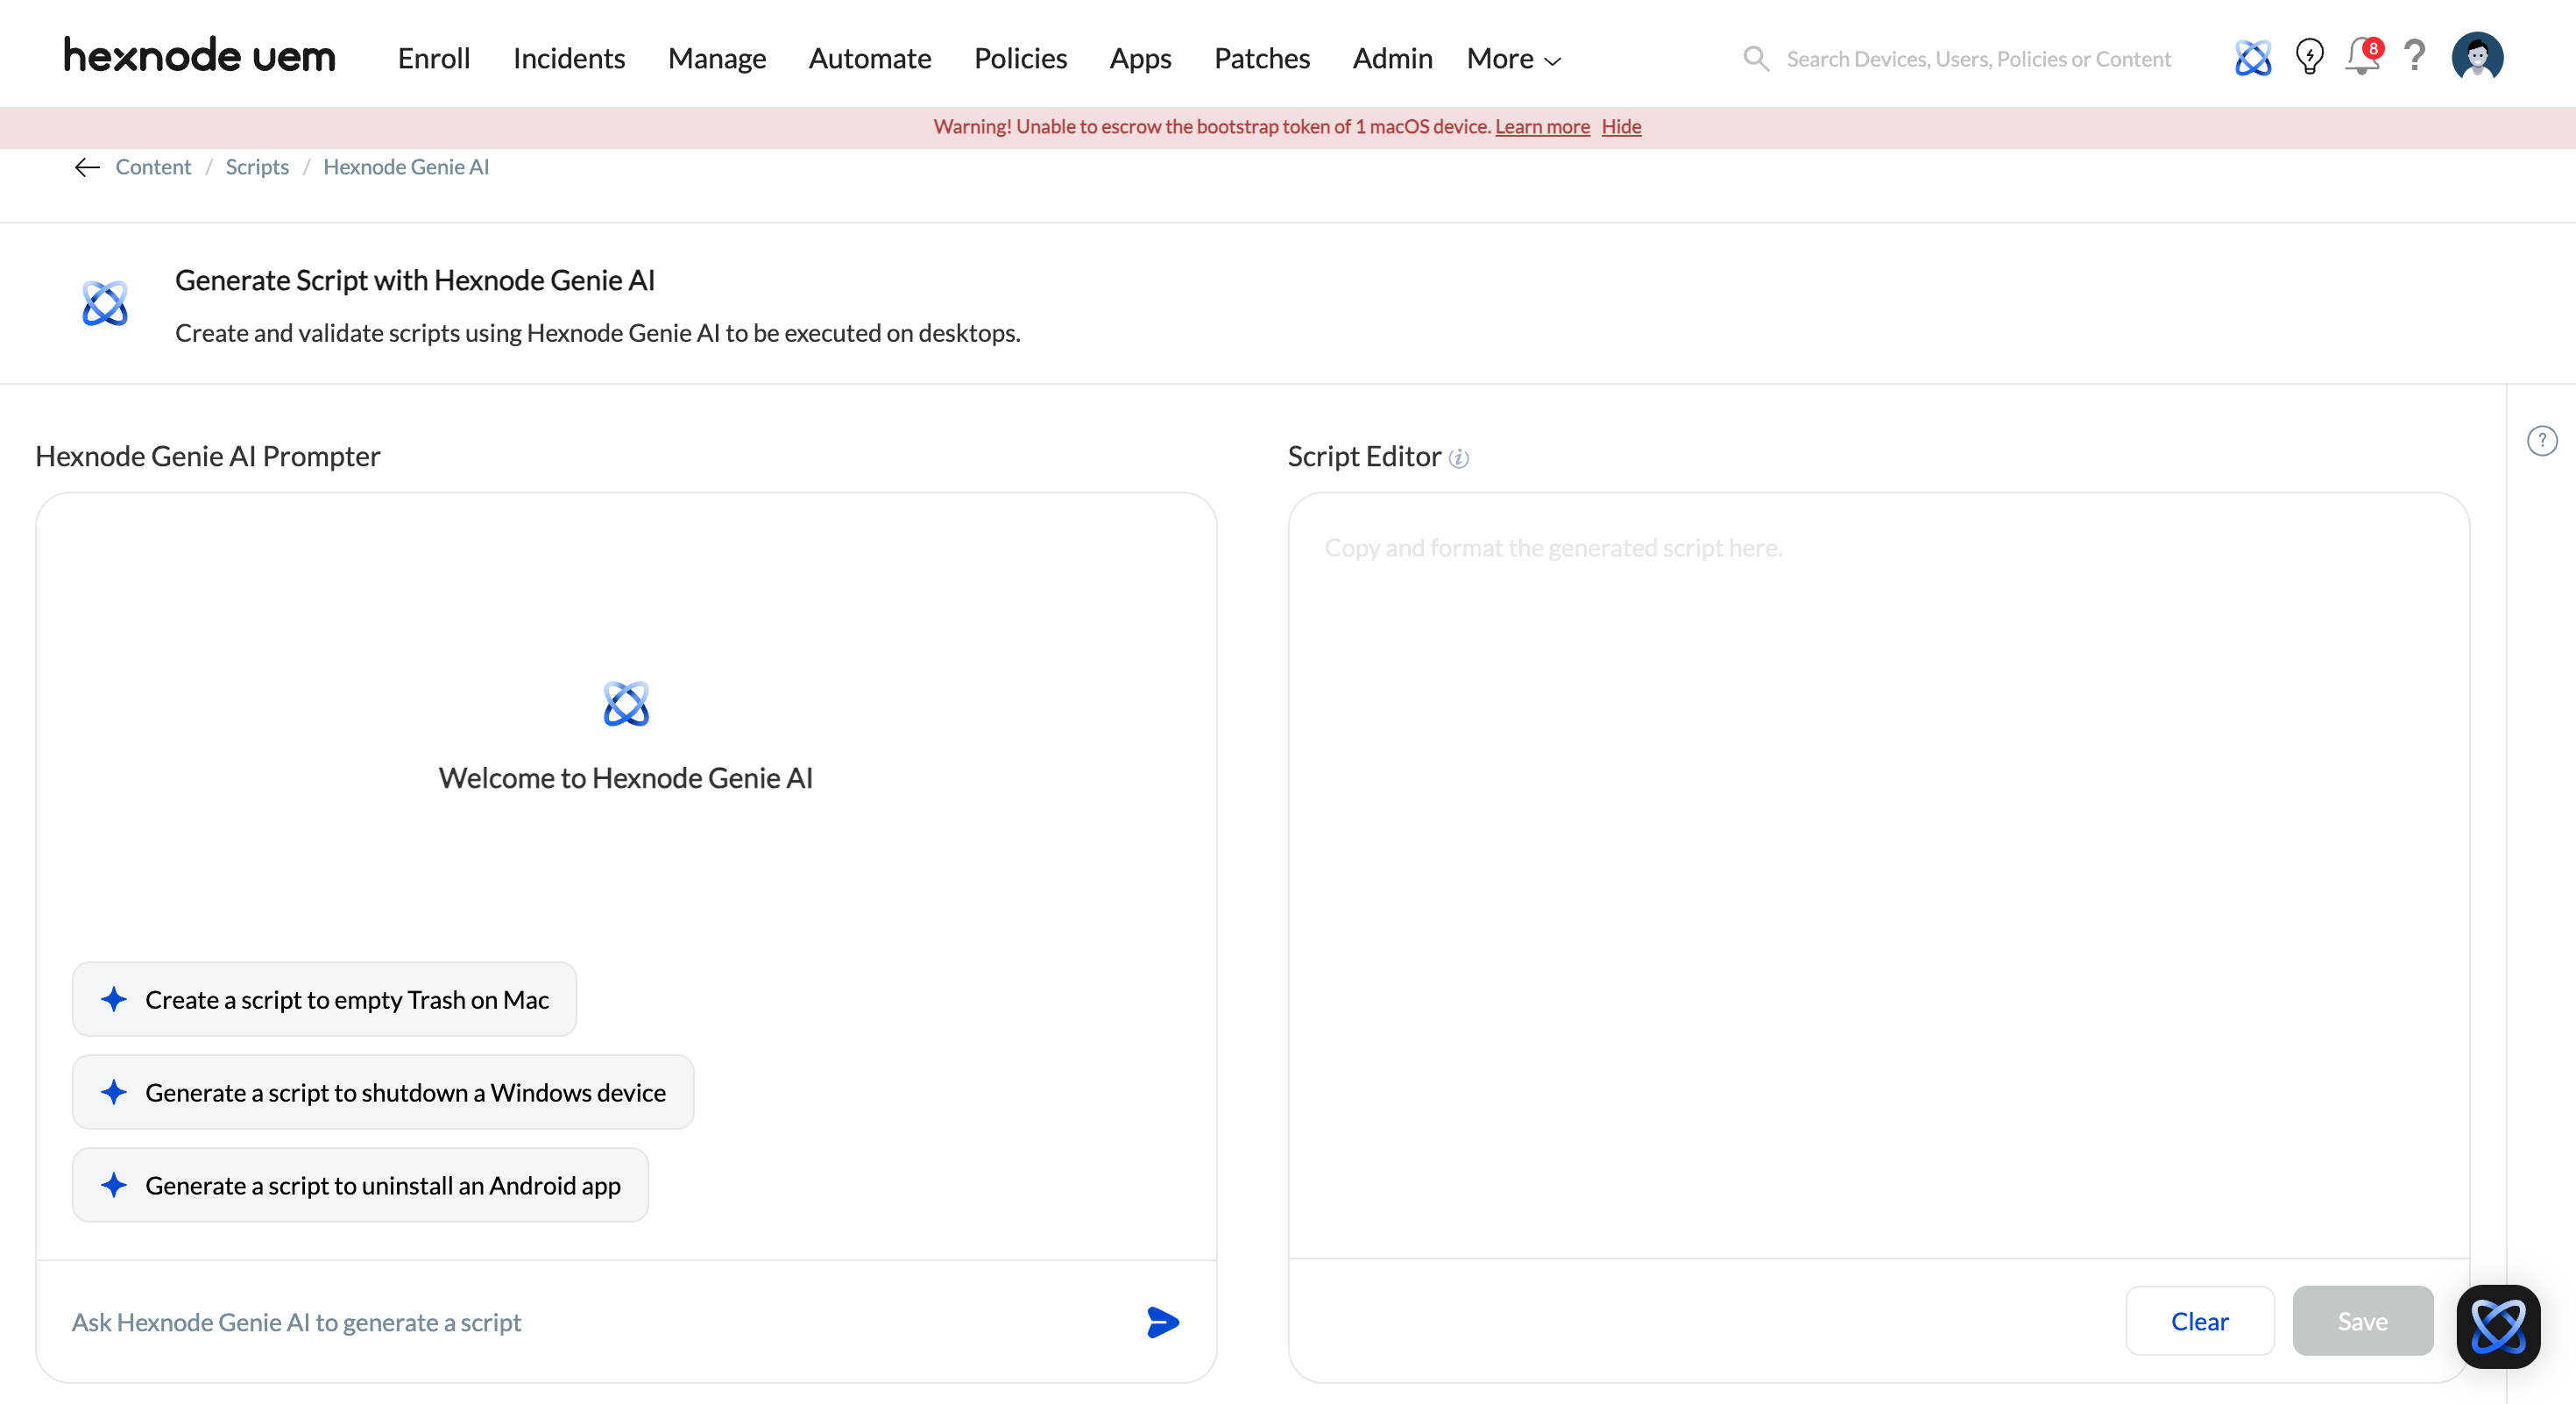 hexnode uem Enroll Incidents Manage Automate Policies Apps Patches Admin More Search Devices, Users, Policies or Content 8 ?
Warning! Unable to escrow the bootstrap token of 1 macOS device. Learn more Hide
Content / Scripts / Hexnode Genie AI
Generate Script with Hexnode Genie AI
Create and validate scripts using Hexnode Genie AI to be executed on desktops.
?
Hexnode Genie AI Prompter
Script Editor i
Copy and format the generated script here.
Welcome to Hexnode Genie AI
Create a script to empty Trash on Mac
Generate a script to shutdown a Windows device
Generate a script to uninstall an Android app
Ask Hexnode Genie AI to generate a script
Clear Save